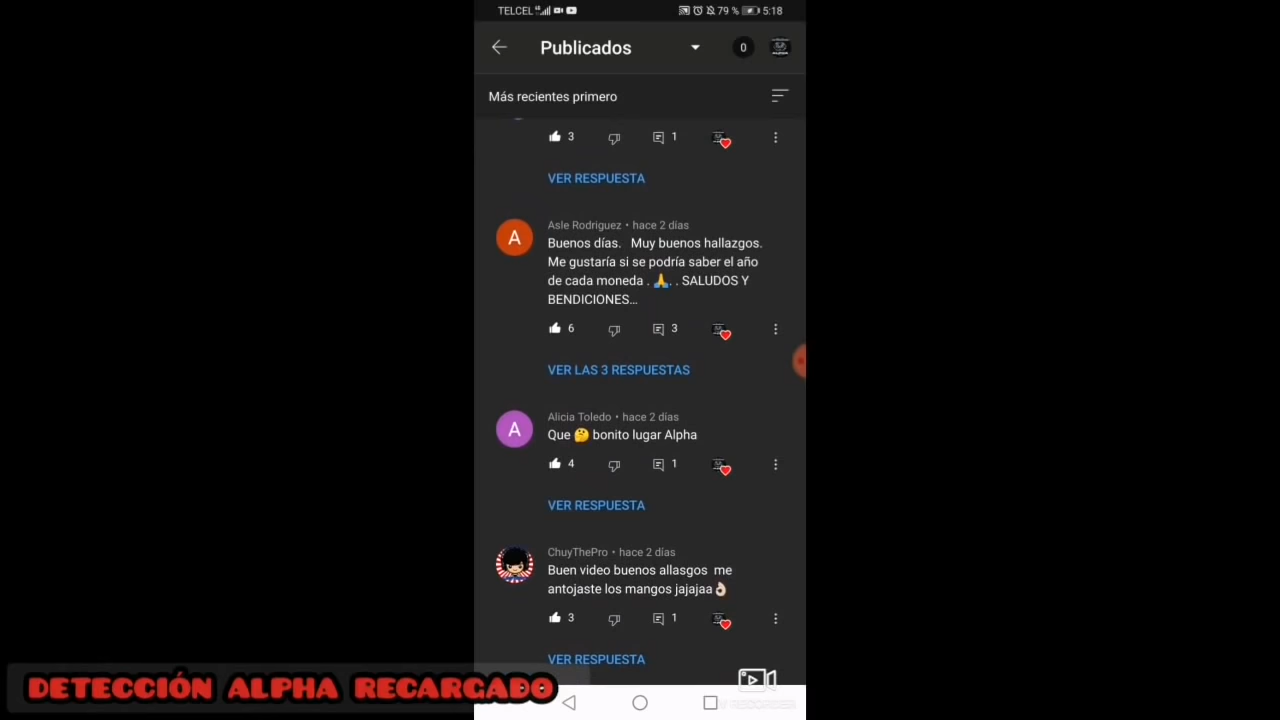 TELCEL 79 % 5:18
Publicados 0
Más recientes primero
3 1
VER RESPUESTA
A
Asle Rodriguez • hace 2 días
Buenos días. Muy buenos hallazgos.
Me gustaría si se podría saber el año
de cada moneda . 🙏. . SALUDOS Y
BENDICIONES...
6 3
VER LAS 3 RESPUESTAS
A
Alicia Toledo • hace 2 días
Que 🤔 bonito lugar Alpha
4 1
VER RESPUESTA
ChuyThePro • hace 2 días
Buen video buenos allasgos me
antojaste los mangos jajajaa👌🏻
3 1
VER RESPUESTA
DETECCIÓN ALPHA RECARGADO